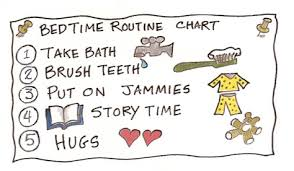 BEDTIME ROUTINE CHART
1 TAKE BATH
2 BRUSH TEETH
3 PUT ON JAMMIES
4 STORY TIME
5 HUGS